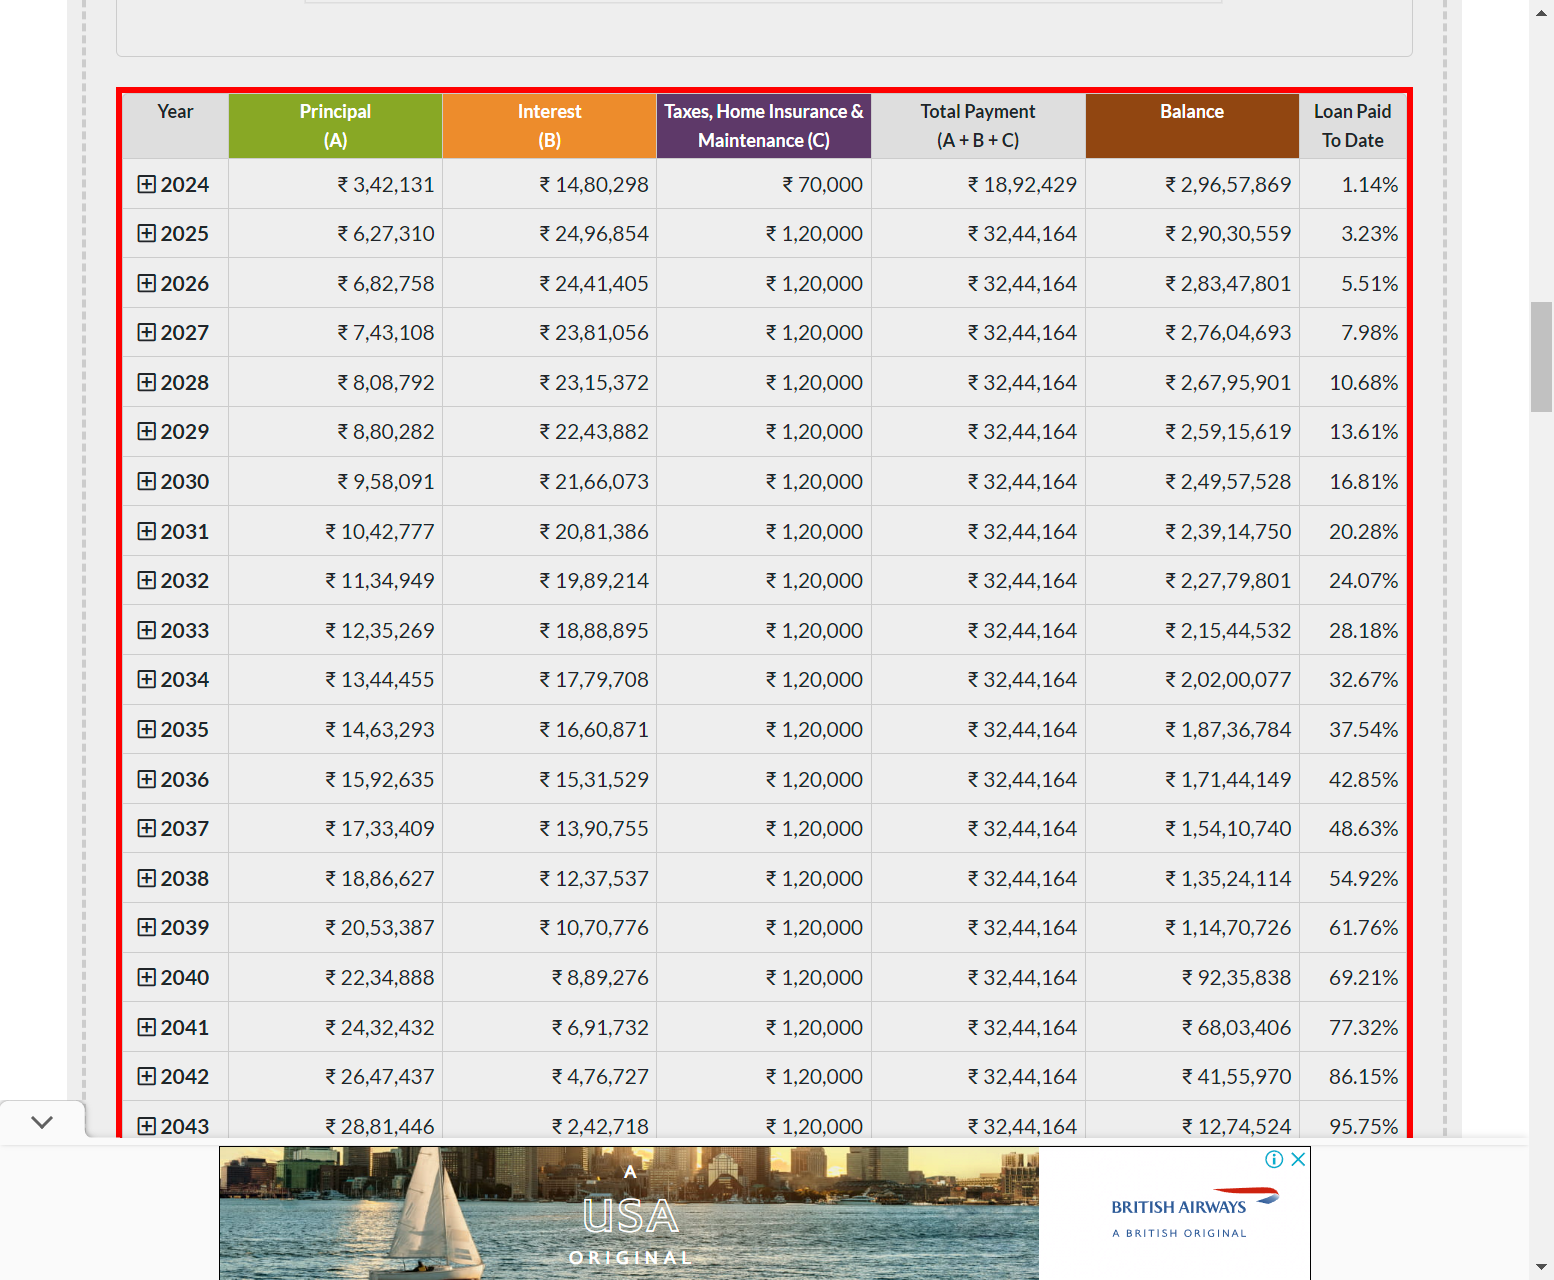 Year Principal (A) Interest (B) Taxes, Home Insurance & Maintenance (C) Total Payment (A + B + C) Balance Loan Paid To Date
2024 ₹ 3,42,131 ₹ 14,80,298 ₹ 70,000 ₹ 18,92,429 ₹ 2,96,57,869 1.14%
2025 ₹ 6,27,310 ₹ 24,96,854 ₹ 1,20,000 ₹ 32,44,164 ₹ 2,90,30,559 3.23%
2026 ₹ 6,82,758 ₹ 24,41,405 ₹ 1,20,000 ₹ 32,44,164 ₹ 2,83,47,801 5.51%
2027 ₹ 7,43,108 ₹ 23,81,056 ₹ 1,20,000 ₹ 32,44,164 ₹ 2,76,04,693 7.98%
2028 ₹ 8,08,792 ₹ 23,15,372 ₹ 1,20,000 ₹ 32,44,164 ₹ 2,67,95,901 10.68%
2029 ₹ 8,80,282 ₹ 22,43,882 ₹ 1,20,000 ₹ 32,44,164 ₹ 2,59,15,619 13.61%
2030 ₹ 9,58,091 ₹ 21,66,073 ₹ 1,20,000 ₹ 32,44,164 ₹ 2,49,57,528 16.81%
2031 ₹ 10,42,777 ₹ 20,81,386 ₹ 1,20,000 ₹ 32,44,164 ₹ 2,39,14,750 20.28%
2032 ₹ 11,34,949 ₹ 19,89,214 ₹ 1,20,000 ₹ 32,44,164 ₹ 2,27,79,801 24.07%
2033 ₹ 12,35,269 ₹ 18,88,895 ₹ 1,20,000 ₹ 32,44,164 ₹ 2,15,44,532 28.18%
2034 ₹ 13,44,455 ₹ 17,79,708 ₹ 1,20,000 ₹ 32,44,164 ₹ 2,02,00,077 32.67%
2035 ₹ 14,63,293 ₹ 16,60,871 ₹ 1,20,000 ₹ 32,44,164 ₹ 1,87,36,784 37.54%
2036 ₹ 15,92,635 ₹ 15,31,529 ₹ 1,20,000 ₹ 32,44,164 ₹ 1,71,44,149 42.85%
2037 ₹ 17,33,409 ₹ 13,90,755 ₹ 1,20,000 ₹ 32,44,164 ₹ 1,54,10,740 48.63%
2038 ₹ 18,86,627 ₹ 12,37,537 ₹ 1,20,000 ₹ 32,44,164 ₹ 1,35,24,114 54.92%
2039 ₹ 20,53,387 ₹ 10,70,776 ₹ 1,20,000 ₹ 32,44,164 ₹ 1,14,70,726 61.76%
2040 ₹ 22,34,888 ₹ 8,89,276 ₹ 1,20,000 ₹ 32,44,164 ₹ 92,35,838 69.21%
2041 ₹ 24,32,432 ₹ 6,91,732 ₹ 1,20,000 ₹ 32,44,164 ₹ 68,03,406 77.32%
2042 ₹ 26,47,437 ₹ 4,76,727 ₹ 1,20,000 ₹ 32,44,164 ₹ 41,55,970 86.15%
2043 ₹ 28,81,446 ₹ 2,42,718 ₹ 1,20,000 ₹ 32,44,164 ₹ 12,74,524 95.75%
A
USA
ORIGINAL
BRITISH AIRWAYS
A BRITISH ORIGINAL